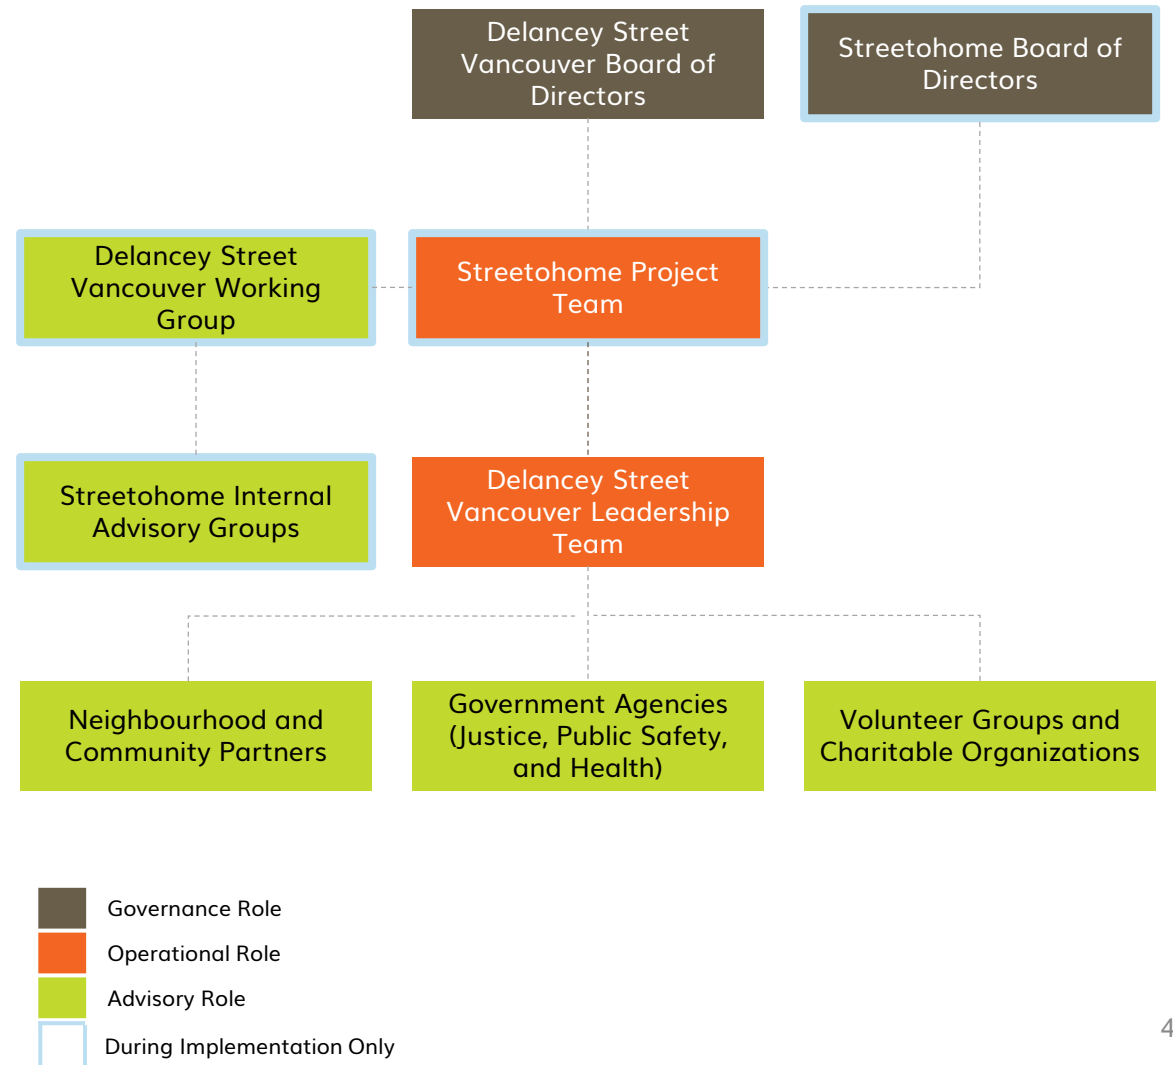 Delancey Street
Vancouver Board of
Directors
Streetohome Board of
Directors
Delancey Street
Vancouver Working
Group
Streetohome Project
Team
Streetohome Internal
Advisory Groups
Delancey Street
Vancouver Leadership
Team
Neighbourhood and
Community Partners
Government Agencies
(Justice, Public Safety,
and Health)
Volunteer Groups and
Charitable Organizations
Governance Role
Operational Role
Advisory Role
During Implementation Only
4